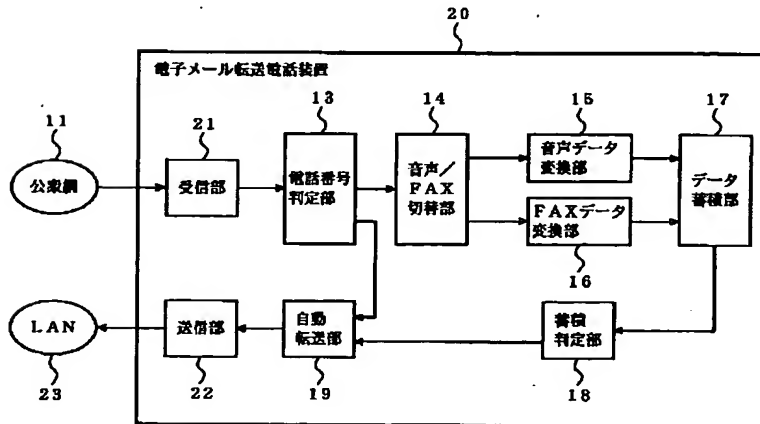 20
電子メール転送電話装置
11
21
13
14
15
17
公衆網
受信部
電話番号
判定部
音声／
FAX
切替部
音声データ
変換部
FAXデータ
変換部
データ
蓄積部
16
LAN
送信部
自動
転送部
蓄積
判定部
23
22
19
18